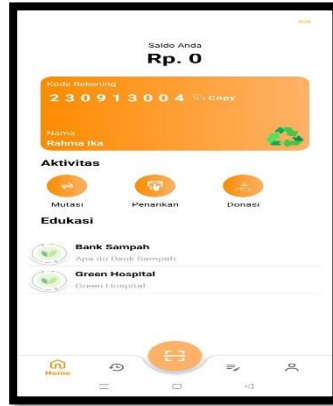 Saldo Anda
Rp. 0
Kode Rekening
230913004 Copy
Nama
Rahma Ika
Aktivitas
Mutasi Penarikan Donasi
Edukasi
Bank Sampah
Apa itu Bank Sampah
Green Hospital
Green Hospital
Home